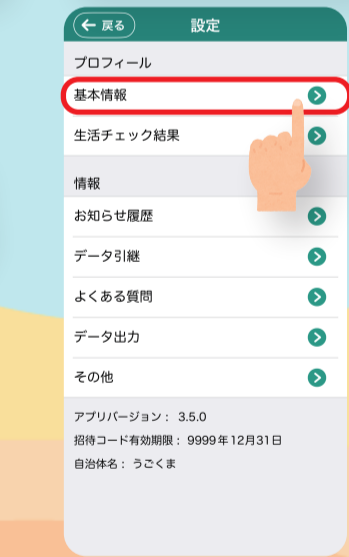 ← 戻る 設定
プロフィール
基本情報
生活チェック結果
情報
お知らせ履歴
データ引継
よくある質問
データ出力
その他
アプリバージョン： 3.5.0
招待コード有効期限： 9999年12月31日
自治体名： うごくま